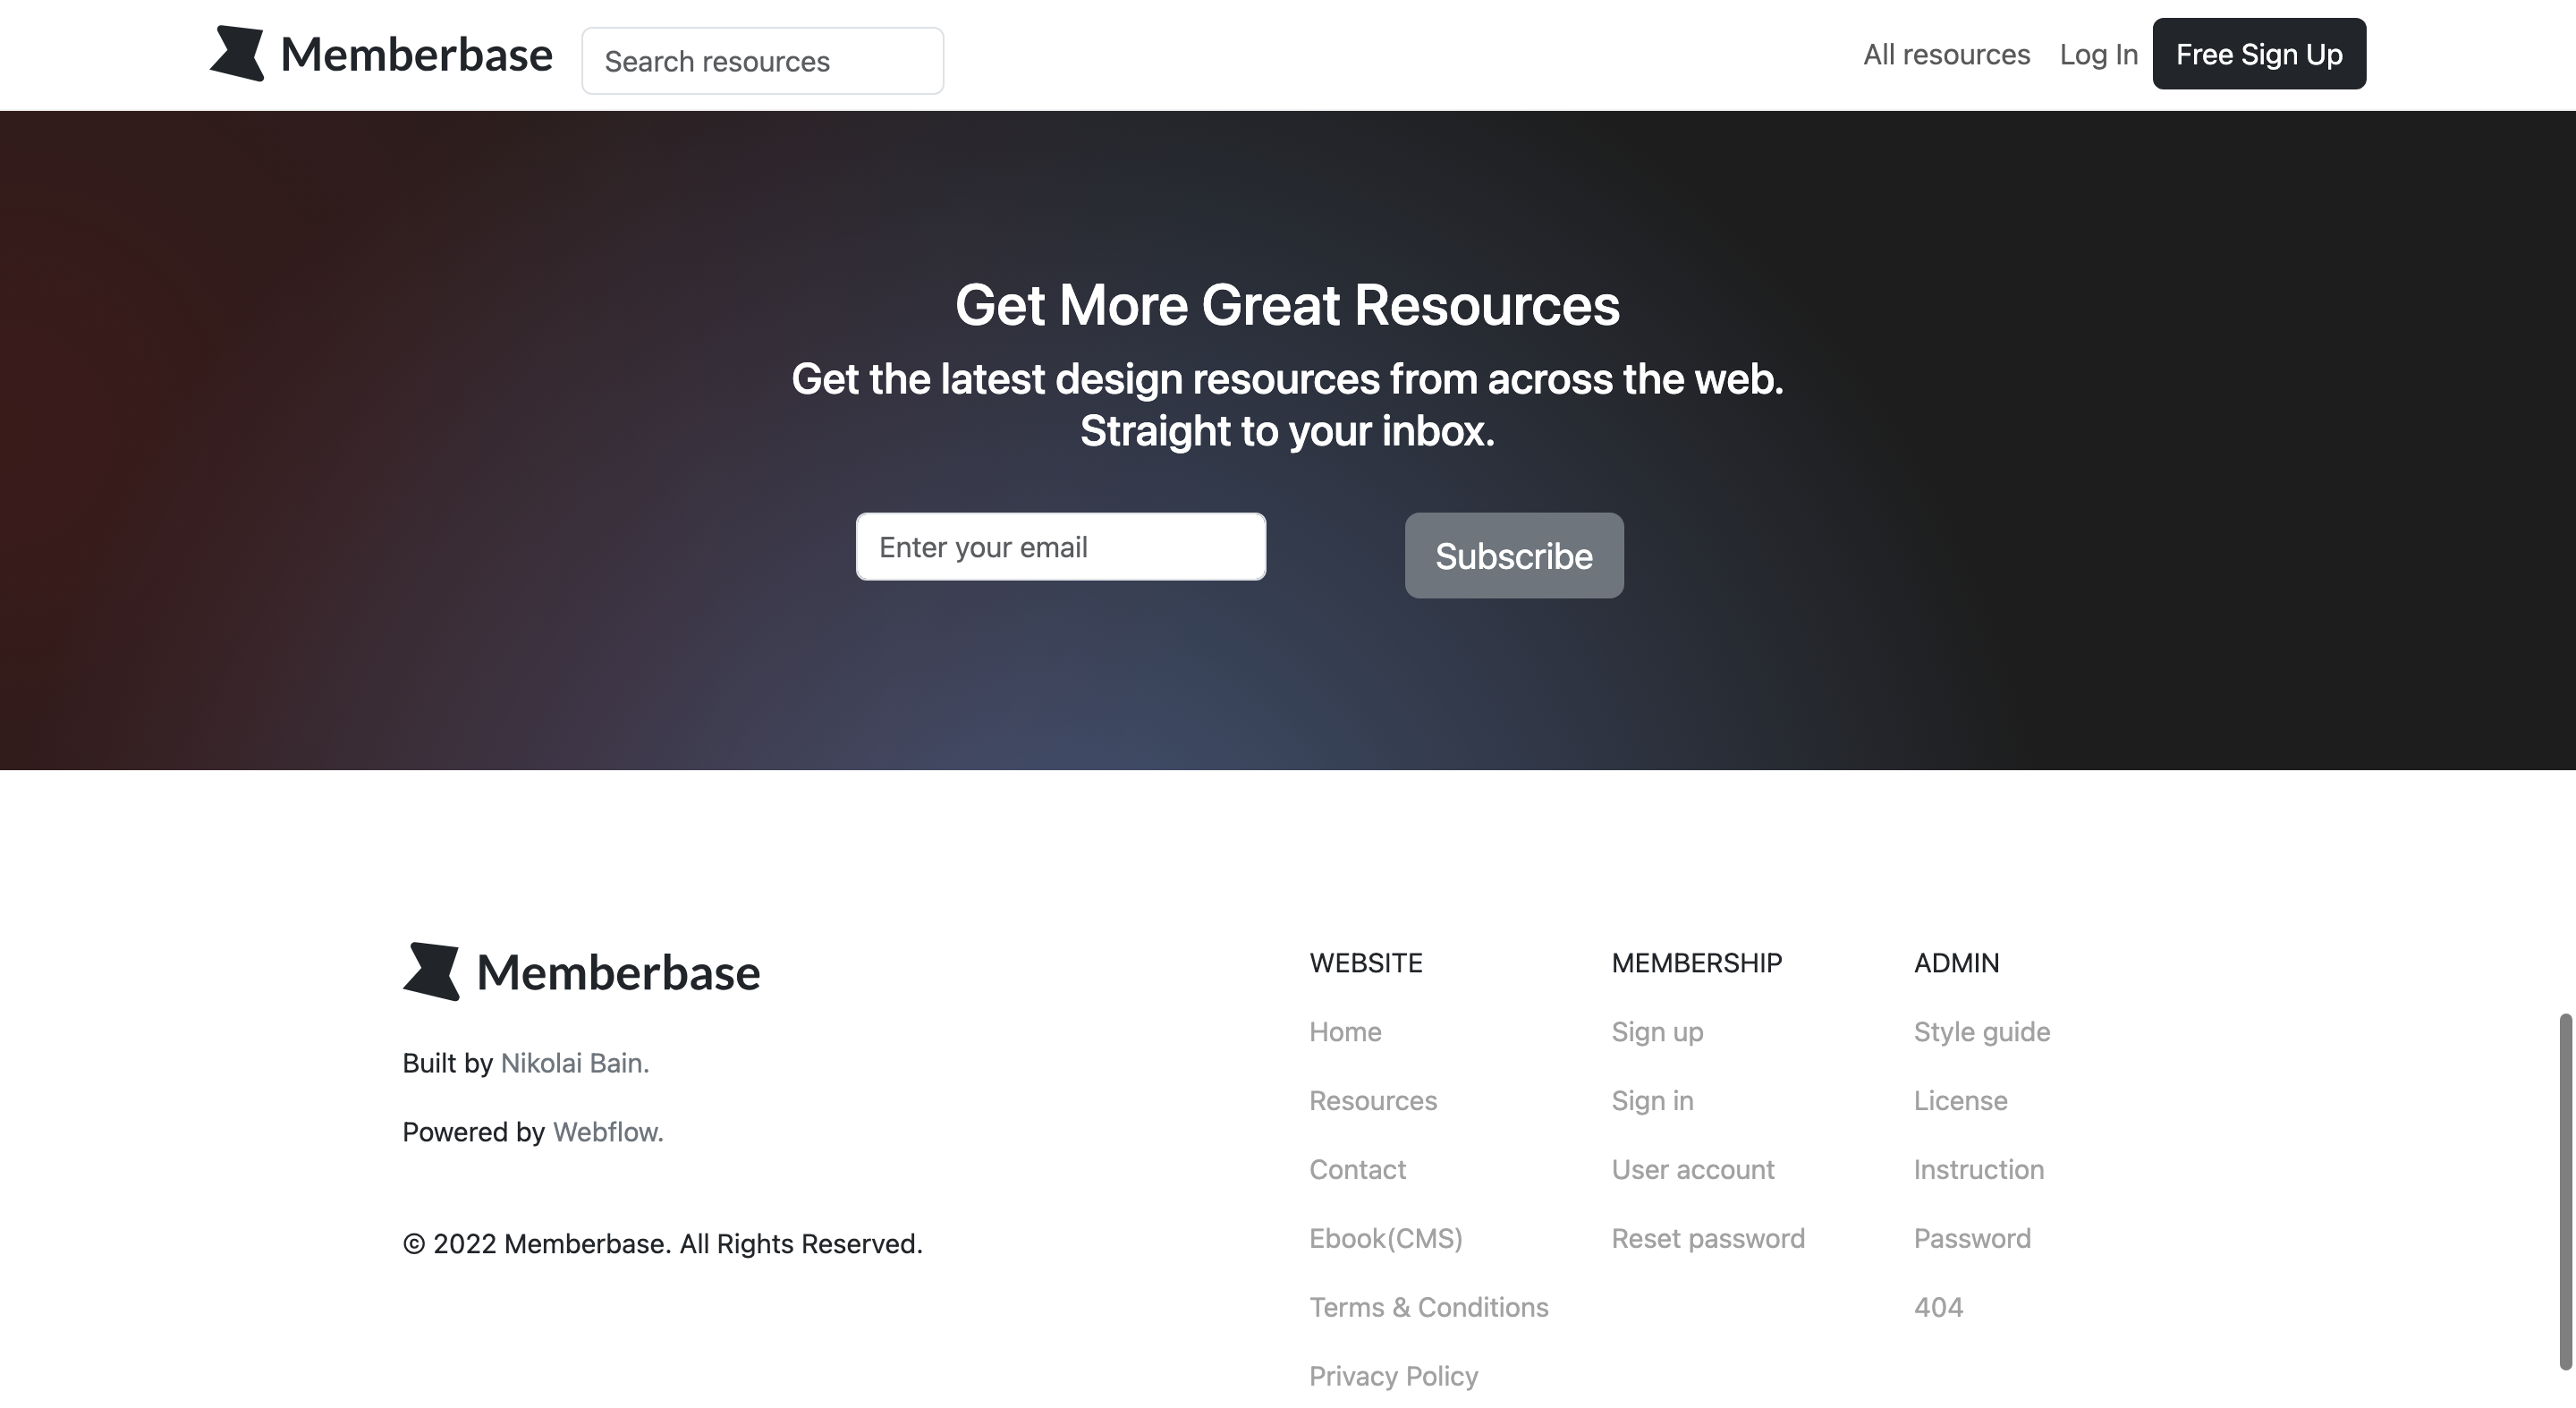 Memberbase
Search resources
All resources
Log In
Free Sign Up
Get More Great Resources
Get the latest design resources from across the web.
Straight to your inbox.
Enter your email
Subscribe
Memberbase
Built by Nikolai Bain.
Powered by Webflow.
© 2022 Memberbase. All Rights Reserved.
WEBSITE
Home
Resources
Contact
Ebook(CMS)
Terms & Conditions
Privacy Policy
MEMBERSHIP
Sign up
Sign in
User account
Reset password
ADMIN
Style guide
License
Instruction
Password
404